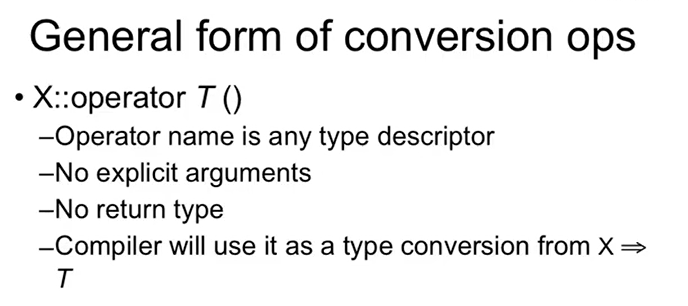 General form of conversion ops
• X::operator T ()
–Operator name is any type descriptor
–No explicit arguments
–No return type
–Compiler will use it as a type conversion from X ⇒
T